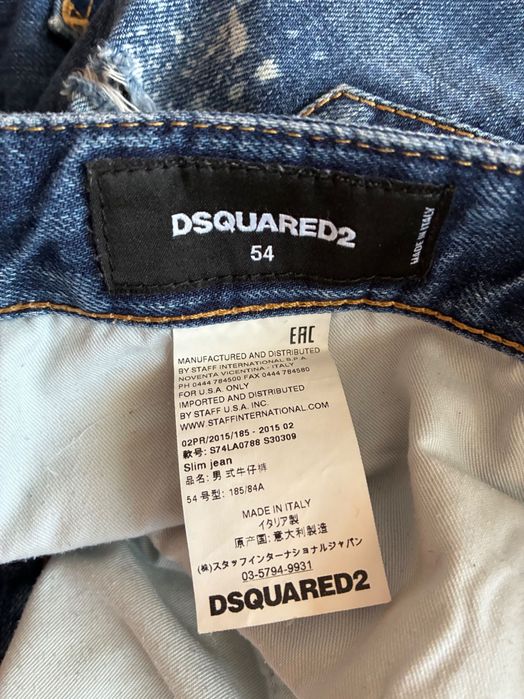 DSQUARED2
54
MADE IN ITALY
EAC
MANUFACTURED AND DISTRIBUTED
BY STAFF INTERNATIONAL S.P.A.
NOVENTA VICENTINA - ITALY
PH 0444 784500 FAX 0444 784580
FOR U.S.A. ONLY
IMPORTED AND DISTRIBUTED
BY STAFF U.S.A. INC.
WWW.STAFFINTERNATIONAL.COM
02PR/2015/185 - 2015 02
款号: S74LA0788 S30309
Slim jean
品名: 男式牛仔裤
54 号型: 185/84A
MADE IN ITALY
イタリア製
原产国: 意大利製造
(株)スタッフインターナショナルジャパン
03-5794-9931
DSQUARED2